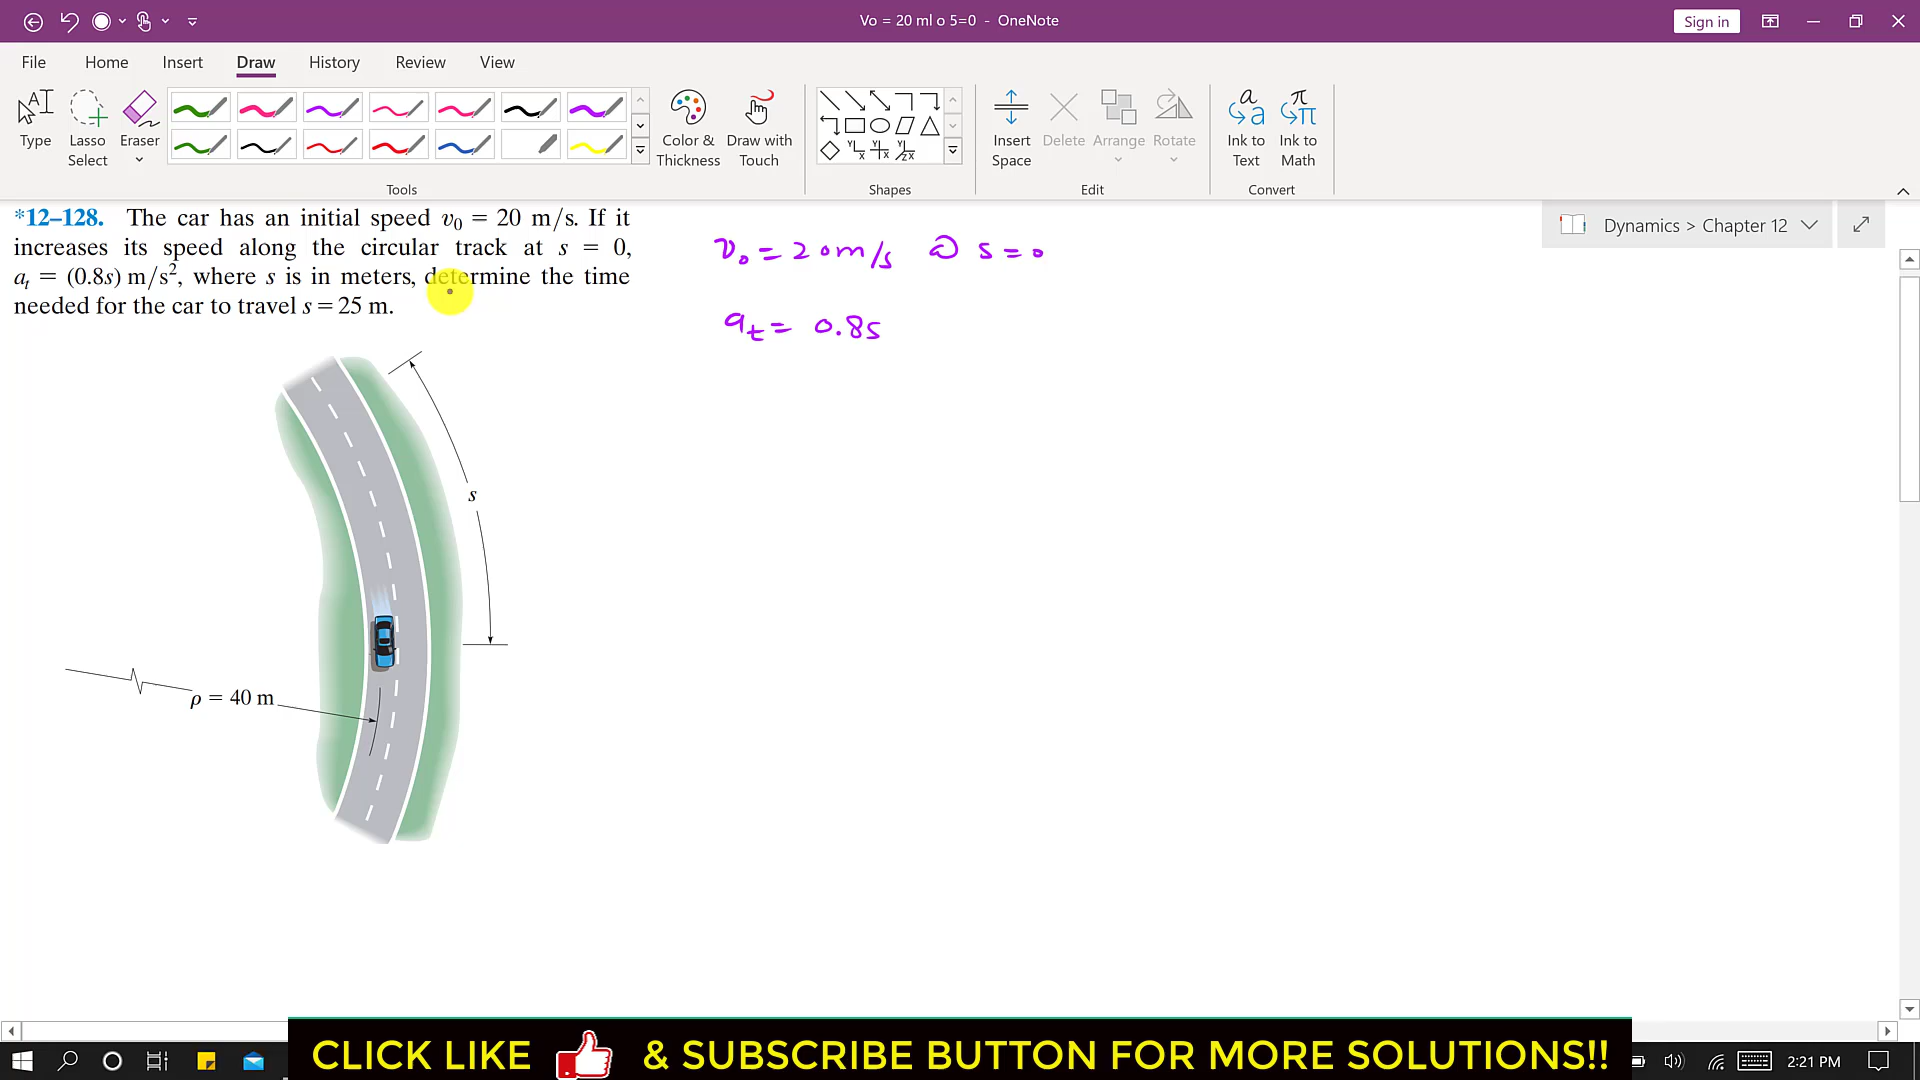 Vo = 20 ml o 5=0 - OneNote
Sign in
File Home Insert Draw History Review View
Type
Lasso Select
Eraser
Color & Thickness
Draw with Touch
Insert Space
Delete
Arrange
Rotate
Ink to Text
Ink to Math
Tools
Shapes
Edit
Convert
Dynamics > Chapter 12
*12–128. The car has an initial speed v₀ = 20 m/s. If it
increases its speed along the circular track at s = 0,
aₜ = (0.8s) m/s², where s is in meters, determine the time
needed for the car to travel s = 25 m.
v₀ = 20 m/s @ s = 0
aₜ = 0.8s
s
ρ = 40 m
CLICK LIKE & SUBSCRIBE BUTTON FOR MORE SOLUTIONS!!
2:21 PM